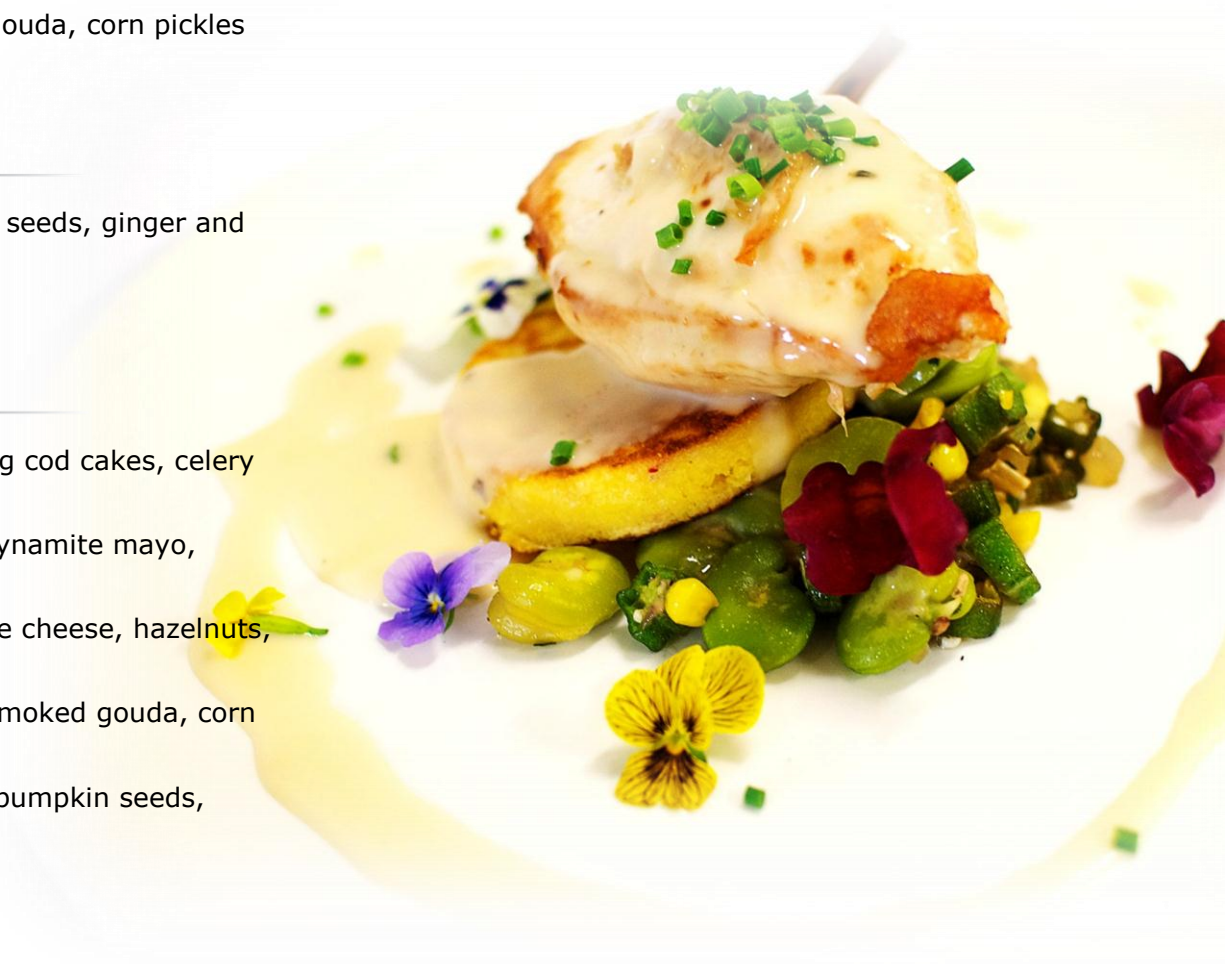 ouda, corn pickles
seeds, ginger and
g cod cakes, celery
ynamite mayo,
e cheese, hazelnuts,
moked gouda, corn
pumpkin seeds,